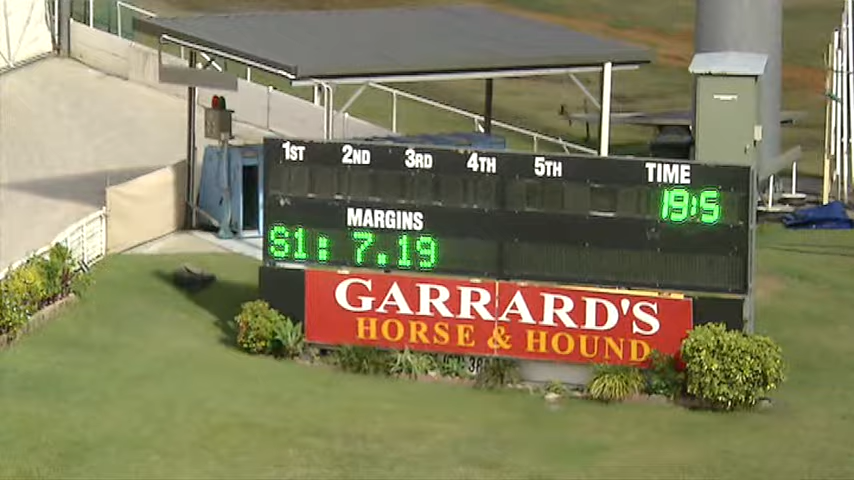 1ST 2ND 3RD 4TH 5TH TIME
19:5
MARGINS
S1: 7.19
GARRARD'S
HORSE & HOUND